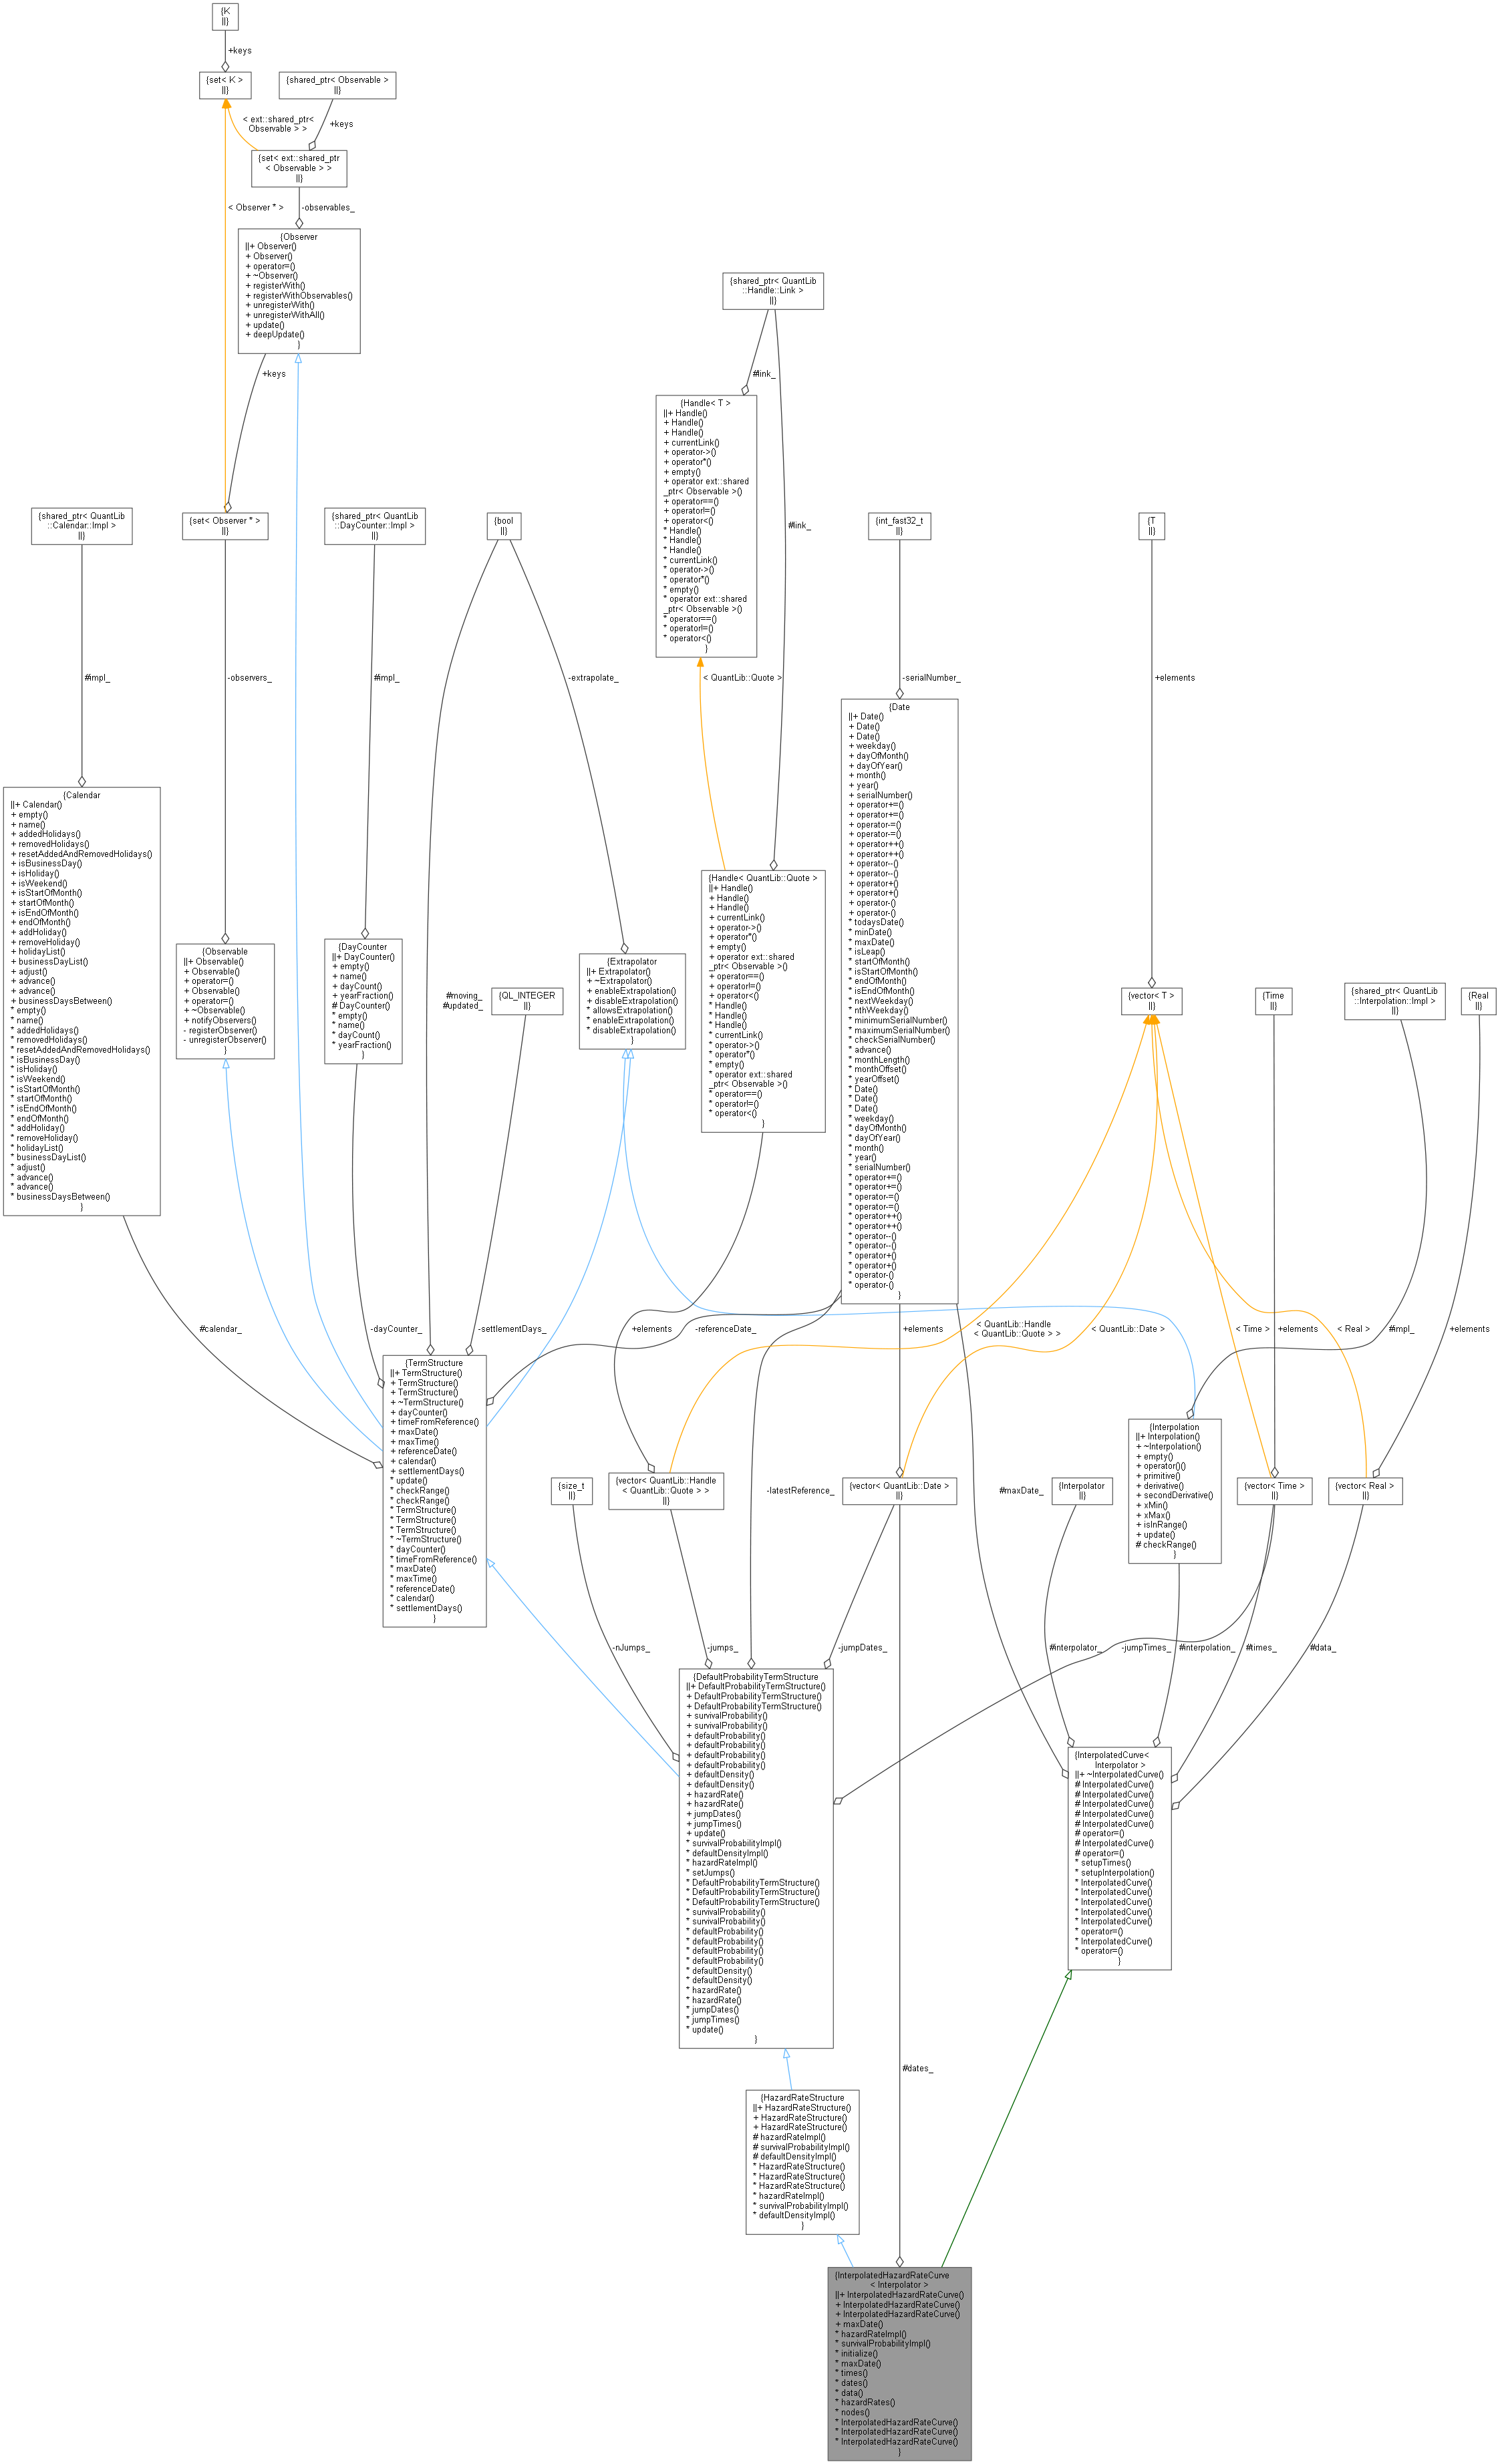 {K
||}
+keys
{set< K >
||}
{shared_ptr< Observable >
||}
< ext::shared_ptr<
Observable > >
+keys
{set< ext::shared_ptr
< Observable > >
||}
< Observer * >
-observables_
{Observer
||+ Observer()
+ Observer()
+ operator=()
+ ~Observer()
+ registerWith()
+ registerWithObservables()
+ unregisterWith()
+ unregisterWithAll()
+ update()
+ deepUpdate()
}
+keys
{shared_ptr< QuantLib
::Handle::Link >
||}
#link_
{Handle< T >
||+ Handle()
+ Handle()
+ Handle()
+ currentLink()
+ operator->()
+ operator*()
+ empty()
+ operator ext::shared
_ptr< Observable >()
+ operator==()
+ operator!=()
+ operator<()
* Handle()
* Handle()
* Handle()
* currentLink()
* operator->()
* operator*()
* empty()
* operator ext::shared
_ptr< Observable >()
* operator==()
* operator!=()
* operator<()
}
#link_
{shared_ptr< QuantLib
::Calendar::Impl >
||}
{set< Observer * >
||}
{shared_ptr< QuantLib
::DayCounter::Impl >
||}
{bool
||}
{int_fast32_t
||}
{T
||}
#impl_
-observers_
#impl_
-extrapolate_
< QuantLib::Quote >
-serialNumber_
+elements
{Calendar
||+ Calendar()
+ empty()
+ name()
+ addedHolidays()
+ removedHolidays()
+ resetAddedAndRemovedHolidays()
+ isBusinessDay()
+ isHoliday()
+ isWeekend()
+ isStartOfMonth()
+ startOfMonth()
+ isEndOfMonth()
+ endOfMonth()
+ addHoliday()
+ removeHoliday()
+ holidayList()
+ businessDayList()
+ adjust()
+ advance()
+ advance()
+ businessDaysBetween()
* empty()
* name()
* addedHolidays()
* removedHolidays()
* resetAddedAndRemovedHolidays()
* isBusinessDay()
* isHoliday()
* isWeekend()
* isStartOfMonth()
* startOfMonth()
* isEndOfMonth()
* endOfMonth()
* addHoliday()
* removeHoliday()
* holidayList()
* businessDayList()
* adjust()
* advance()
* advance()
* businessDaysBetween()
}
{Observable
||+ Observable()
+ Observable()
+ operator=()
+ Observable()
+ operator=()
+ ~Observable()
+ notifyObservers()
- registerObserver()
- unregisterObserver()
}
{DayCounter
||+ DayCounter()
+ empty()
+ name()
+ dayCount()
+ yearFraction()
# DayCounter()
* empty()
* name()
* dayCount()
* yearFraction()
}
#moving_
#updated_
{QL_INTEGER
||}
{Extrapolator
||+ Extrapolator()
+ ~Extrapolator()
+ enableExtrapolation()
+ disableExtrapolation()
+ allowsExtrapolation()
* enableExtrapolation()
* disableExtrapolation()
}
{Handle< QuantLib::Quote >
||+ Handle()
+ Handle()
+ Handle()
+ currentLink()
+ operator->()
+ operator*()
+ empty()
+ operator ext::shared
_ptr< Observable >()
+ operator==()
+ operator!=()
+ operator<()
* Handle()
* Handle()
* Handle()
* currentLink()
* operator->()
* operator*()
* empty()
* operator ext::shared
_ptr< Observable >()
* operator==()
* operator!=()
* operator<()
}
{Date
||+ Date()
+ Date()
+ Date()
+ weekday()
+ dayOfMonth()
+ dayOfYear()
+ month()
+ year()
+ serialNumber()
+ operator+=()
+ operator+=()
+ operator-=()
+ operator-=()
+ operator++()
+ operator++()
+ operator--()
+ operator--()
+ operator+()
+ operator+()
+ operator-()
+ operator-()
* todaysDate()
* minDate()
* maxDate()
* isLeap()
* startOfMonth()
* isStartOfMonth()
* endOfMonth()
* isEndOfMonth()
* nextWeekday()
* nthWeekday()
* minimumSerialNumber()
* maximumSerialNumber()
* checkSerialNumber()
* advance()
* monthLength()
* monthOffset()
* yearOffset()
* Date()
* Date()
* Date()
* weekday()
* dayOfMonth()
* dayOfYear()
* month()
* year()
* serialNumber()
* operator+=()
* operator+=()
* operator-=()
* operator-=()
* operator++()
* operator++()
* operator--()
* operator--()
* operator+()
* operator+()
* operator-()
* operator-()
}
{vector< T >
||}
{Time
||}
{shared_ptr< QuantLib
::Interpolation::Impl >
||}
{Real
||}
#calendar_
-dayCounter_
-settlementDays_
+elements
-referenceDate_
+elements
< QuantLib::Handle
< QuantLib::Quote > >
< QuantLib::Date >
< Time >
+elements
< Real >
#impl_
+elements
{TermStructure
||+ TermStructure()
+ TermStructure()
+ TermStructure()
+ ~TermStructure()
+ dayCounter()
+ timeFromReference()
+ maxDate()
+ maxTime()
+ referenceDate()
+ calendar()
+ settlementDays()
* update()
* checkRange()
* checkRange()
* TermStructure()
* TermStructure()
* TermStructure()
* ~TermStructure()
* dayCounter()
* timeFromReference()
* maxDate()
* maxTime()
* referenceDate()
* calendar()
* settlementDays()
}
{size_t
||}
{vector< QuantLib::Handle
< QuantLib::Quote > >
||}
-latestReference_
{vector< QuantLib::Date >
||}
#maxDate_
{Interpolator
||}
{Interpolation
||+ Interpolation()
+ ~Interpolation()
+ empty()
+ operator()()
+ primitive()
+ derivative()
+ secondDerivative()
+ xMin()
+ xMax()
+ isInRange()
+ update()
# checkRange()
}
{vector< Time >
||}
{vector< Real >
||}
-nJumps_
-jumps_
-jumpDates_
#interpolator_
-jumpTimes_
#interpolation_
#times_
#data_
{DefaultProbabilityTermStructure
||+ DefaultProbabilityTermStructure()
+ DefaultProbabilityTermStructure()
+ DefaultProbabilityTermStructure()
+ survivalProbability()
+ survivalProbability()
+ defaultProbability()
+ defaultProbability()
+ defaultProbability()
+ defaultProbability()
+ defaultDensity()
+ defaultDensity()
+ hazardRate()
+ hazardRate()
+ jumpDates()
+ jumpTimes()
+ update()
* survivalProbabilityImpl()
* defaultDensityImpl()
* hazardRateImpl()
* setJumps()
* DefaultProbabilityTermStructure()
* DefaultProbabilityTermStructure()
* DefaultProbabilityTermStructure()
* survivalProbability()
* survivalProbability()
* defaultProbability()
* defaultProbability()
* defaultProbability()
* defaultProbability()
* defaultDensity()
* defaultDensity()
* hazardRate()
* hazardRate()
* jumpDates()
* jumpTimes()
* update()
}
{InterpolatedCurve<
Interpolator >
||+ ~InterpolatedCurve()
# InterpolatedCurve()
# InterpolatedCurve()
# InterpolatedCurve()
# InterpolatedCurve()
# InterpolatedCurve()
# operator=()
# InterpolatedCurve()
# operator=()
* setupTimes()
* setupInterpolation()
* InterpolatedCurve()
* InterpolatedCurve()
* InterpolatedCurve()
* InterpolatedCurve()
* InterpolatedCurve()
* operator=()
* InterpolatedCurve()
* operator=()
}
#dates_
{HazardRateStructure
||+ HazardRateStructure()
+ HazardRateStructure()
+ HazardRateStructure()
# hazardRateImpl()
# survivalProbabilityImpl()
# defaultDensityImpl()
* HazardRateStructure()
* HazardRateStructure()
* HazardRateStructure()
* hazardRateImpl()
* survivalProbabilityImpl()
* defaultDensityImpl()
}
{InterpolatedHazardRateCurve
< Interpolator >
||+ InterpolatedHazardRateCurve()
+ InterpolatedHazardRateCurve()
+ InterpolatedHazardRateCurve()
+ maxDate()
* hazardRateImpl()
* survivalProbabilityImpl()
* initialize()
* maxDate()
* times()
* dates()
* data()
* hazardRates()
* nodes()
* InterpolatedHazardRateCurve()
* InterpolatedHazardRateCurve()
* InterpolatedHazardRateCurve()
}